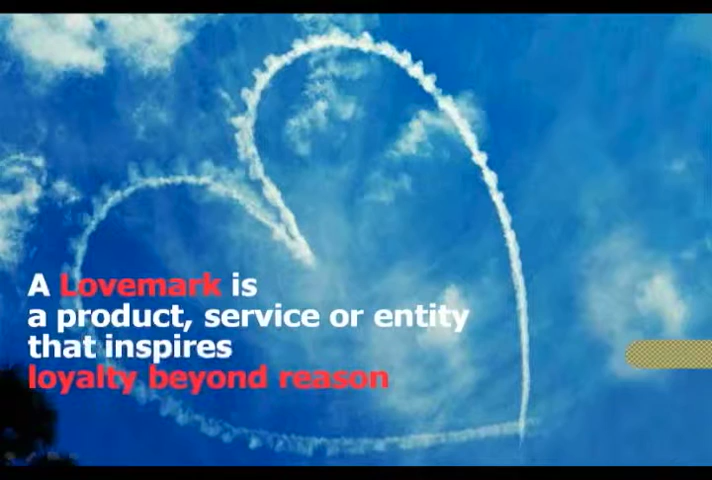 A Lovemark is
a product, service or entity
that inspires
loyalty beyond reason